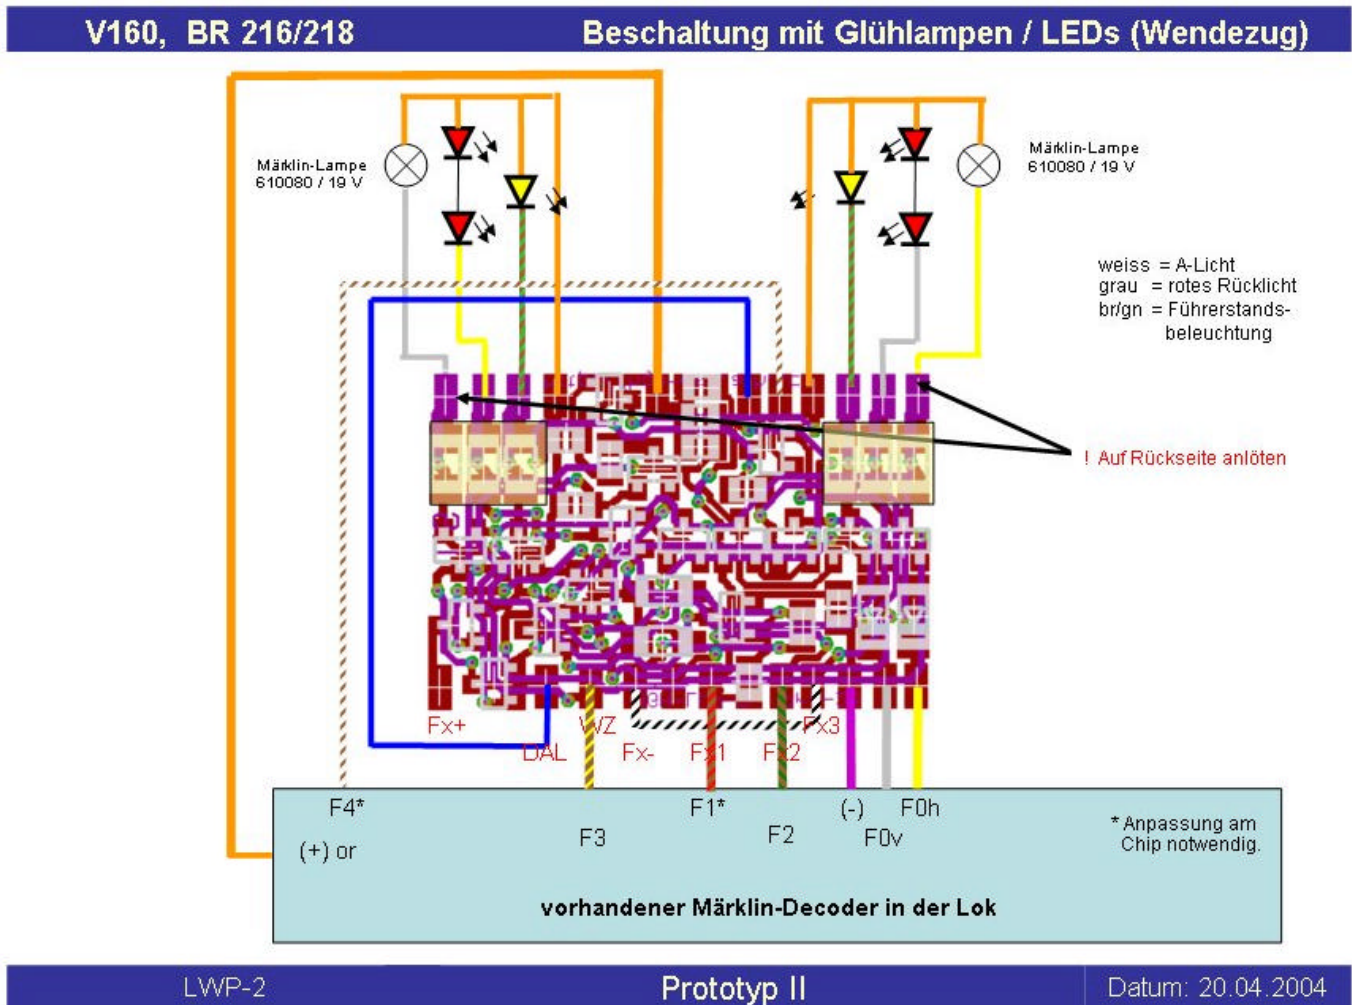 V160, BR 216/218
Beschaltung mit Glühlampen / LEDs (Wendezug)
Märklin-Lampe
610080 / 19 V
Märklin-Lampe
610080 / 19 V
weiss = A-Licht
grau = rotes Rücklicht
br/gn = Führerstands-
beleuchtung
! Auf Rückseite anlöten
Fx+
WZ
Fx3
DAL
Fx-
Fx1
Fx2
F4*
F1*
(-)
F0h
F3
F2
F0v
(+) or
* Anpassung am
Chip notwendig.
vorhandener Märklin-Decoder in der Lok
LWP-2
Prototyp II
Datum: 20.04.2004